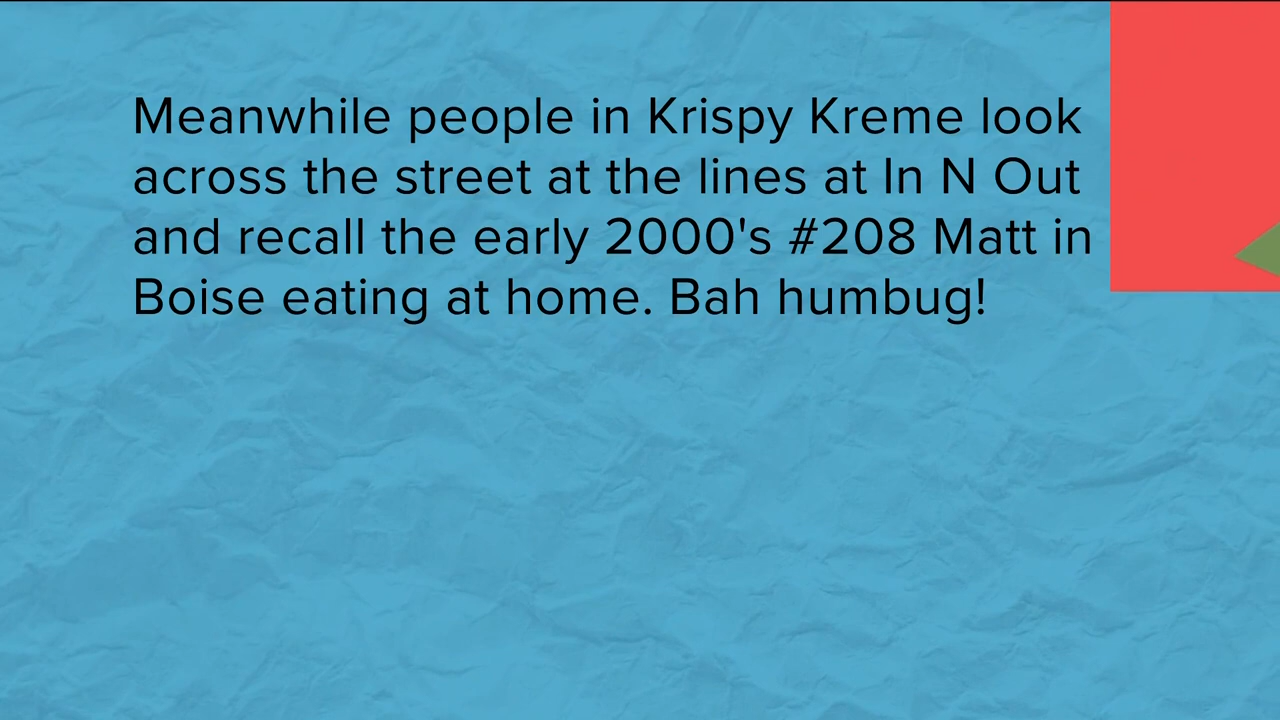 Meanwhile people in Krispy Kreme look
across the street at the lines at In N Out
and recall the early 2000's #208 Matt in
Boise eating at home. Bah humbug!